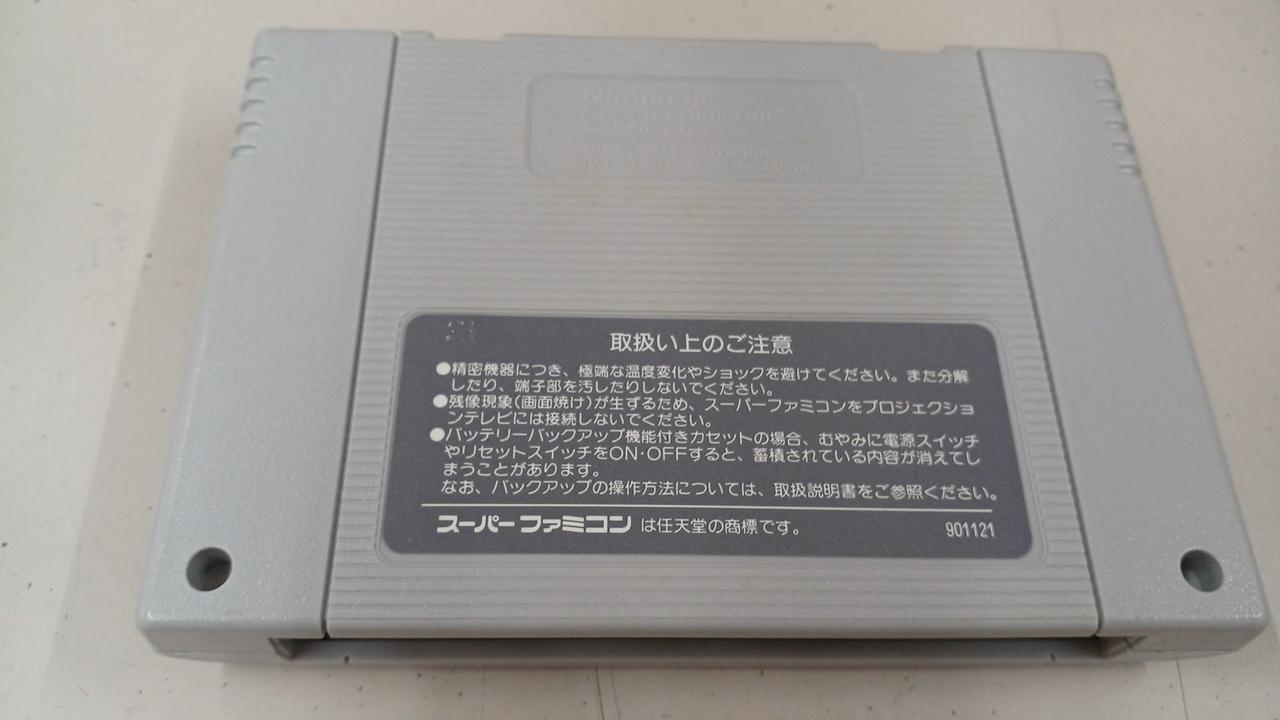 Nintendo
取扱い上のご注意
●精密機器につき、極端な温度変化やショックを避けてください。また分解
したり、端子部を汚したりしないでください。
●残像現象(画面焼け)が生ずるため、スーパーファミコンをプロジェクショ
ンテレビには接続しないでください。
●バッテリーバックアップ機能付きカセットの場合、むやみに電源スイッチ
やリセットスイッチをON・OFFすると、蓄積されている内容が消えてし
まうことがあります。
なお、バックアップの操作方法については、取扱説明書をご参照ください。
スーパーファミコン は任天堂の商標です。 901121